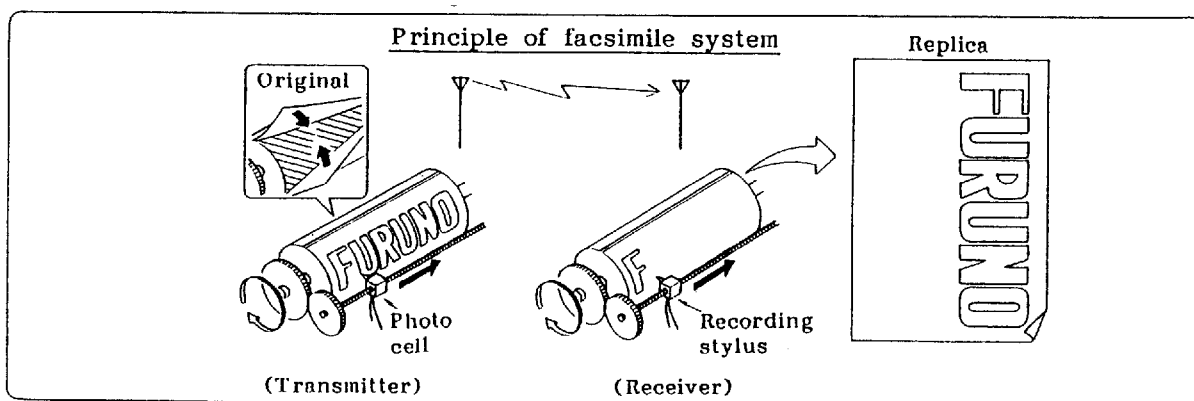 Principle of facsimile system
Replica
Original
FURUNO
F
FURUNO
Photo
cell
Recording
stylus
(Transmitter)
(Receiver)